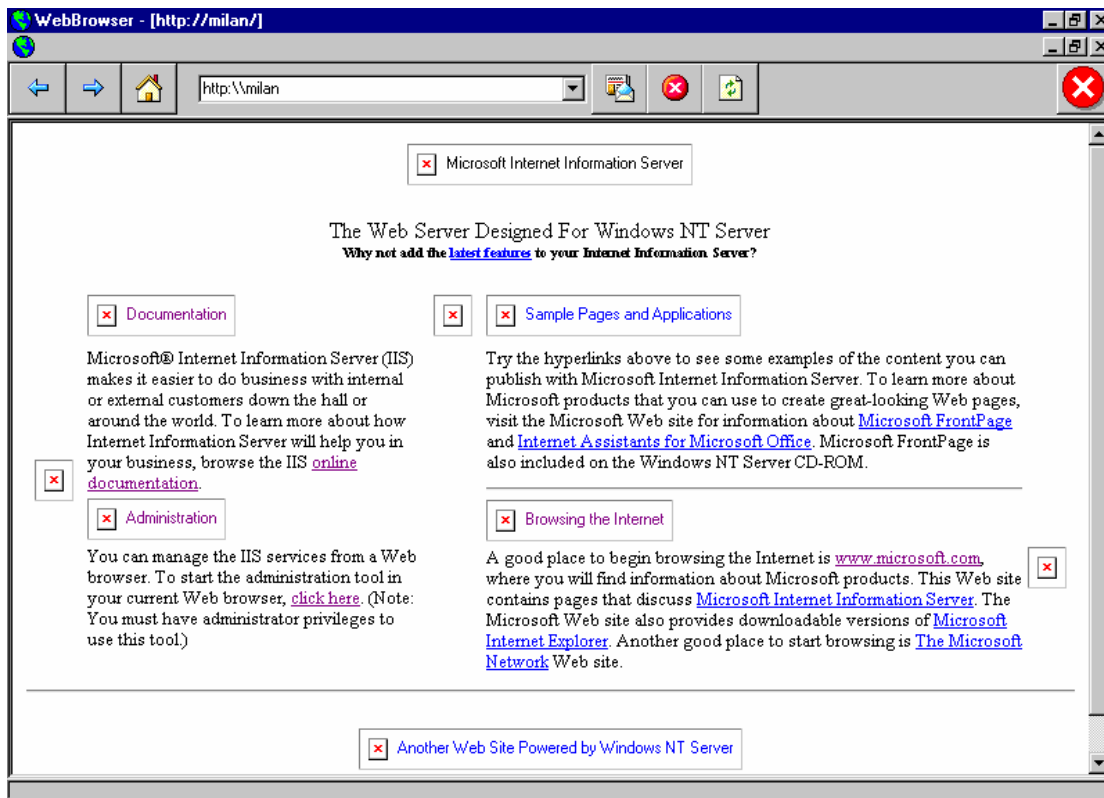 WebBrowser - [http://milan/]
http:\\milan
Microsoft Internet Information Server
The Web Server Designed For Windows NT Server
Why not add the latest features to your Internet Information Server?
Documentation
Microsoft® Internet Information Server (IIS)
makes it easier to do business with internal
or external customers down the hall or
around the world. To learn more about how
Internet Information Server will help you in
your business, browse the IIS online
documentation.
Administration
You can manage the IIS services from a Web
browser. To start the administration tool in
your current Web browser, click here. (Note:
You must have administrator privileges to
use this tool.)
Sample Pages and Applications
Try the hyperlinks above to see some examples of the content you can
publish with Microsoft Internet Information Server. To learn more about
Microsoft products that you can use to create great-looking Web pages,
visit the Microsoft Web site for information about Microsoft FrontPage
and Internet Assistants for Microsoft Office. Microsoft FrontPage is
also included on the Windows NT Server CD-ROM.
Browsing the Internet
A good place to begin browsing the Internet is www.microsoft.com,
where you will find information about Microsoft products. This Web site
contains pages that discuss Microsoft Internet Information Server. The
Microsoft Web site also provides downloadable versions of Microsoft
Internet Explorer. Another good place to start browsing is The Microsoft
Network Web site.
Another Web Site Powered by Windows NT Server